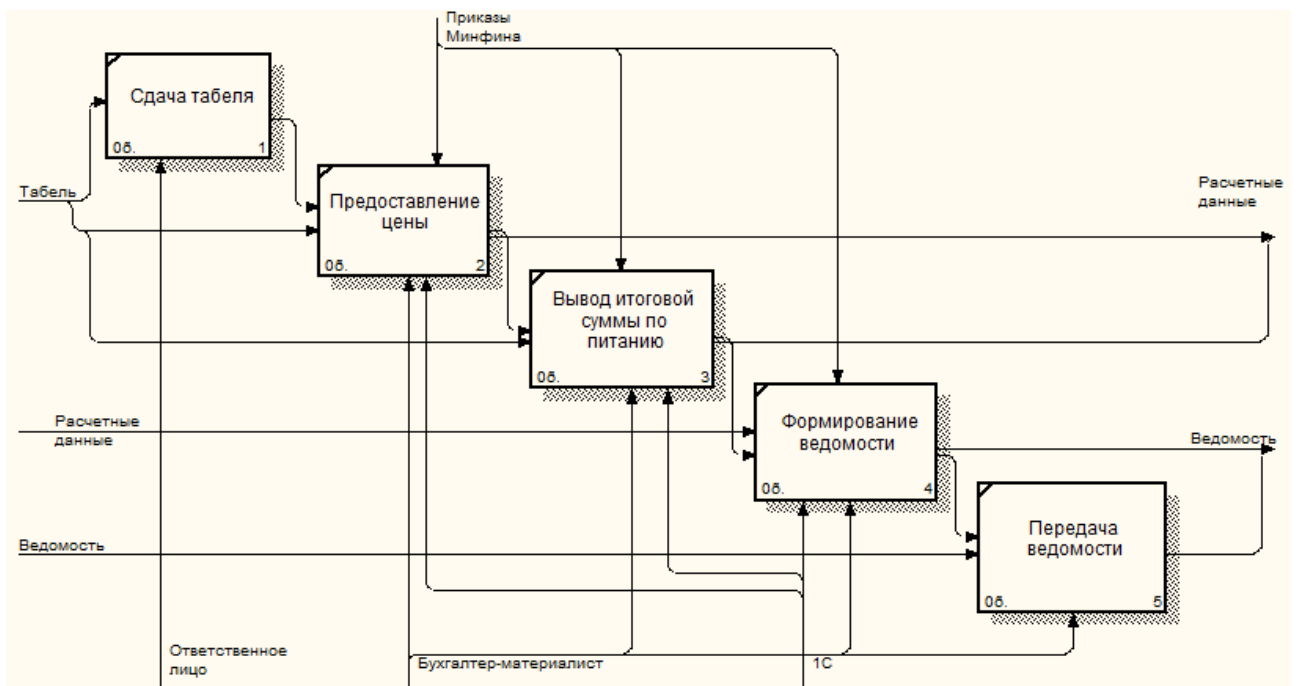 Приказы
Минфина
Сдача табеля
0б.
1
Табель
Предоставление
цены
0б.
2
Расчетные
данные
Вывод итоговой
суммы по
питанию
0б.
3
Расчетные
данные
Формирование
ведомости
0б.
4
Ведомость
Ведомость
Передача
ведомости
0б.
5
Ответственное
лицо
Бухгалтер-материалист
1С